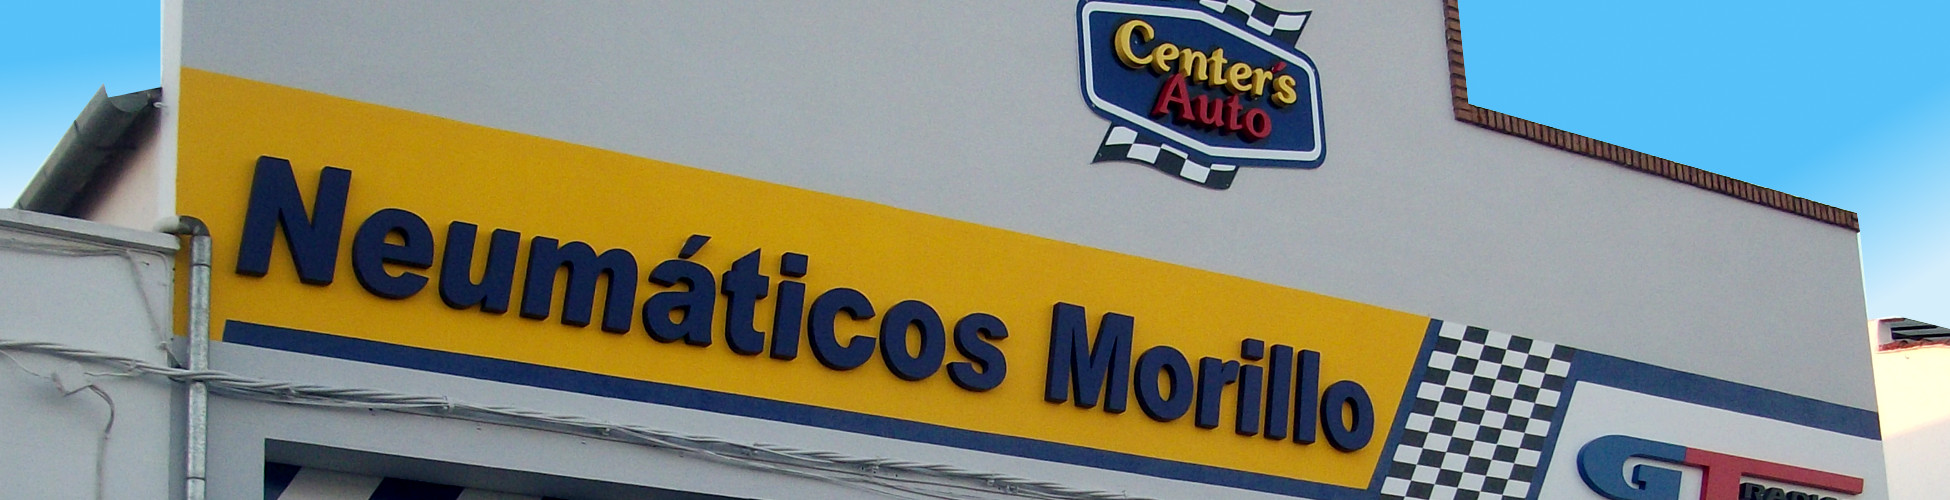 Center's
Auto
Neumáticos Morillo
GT